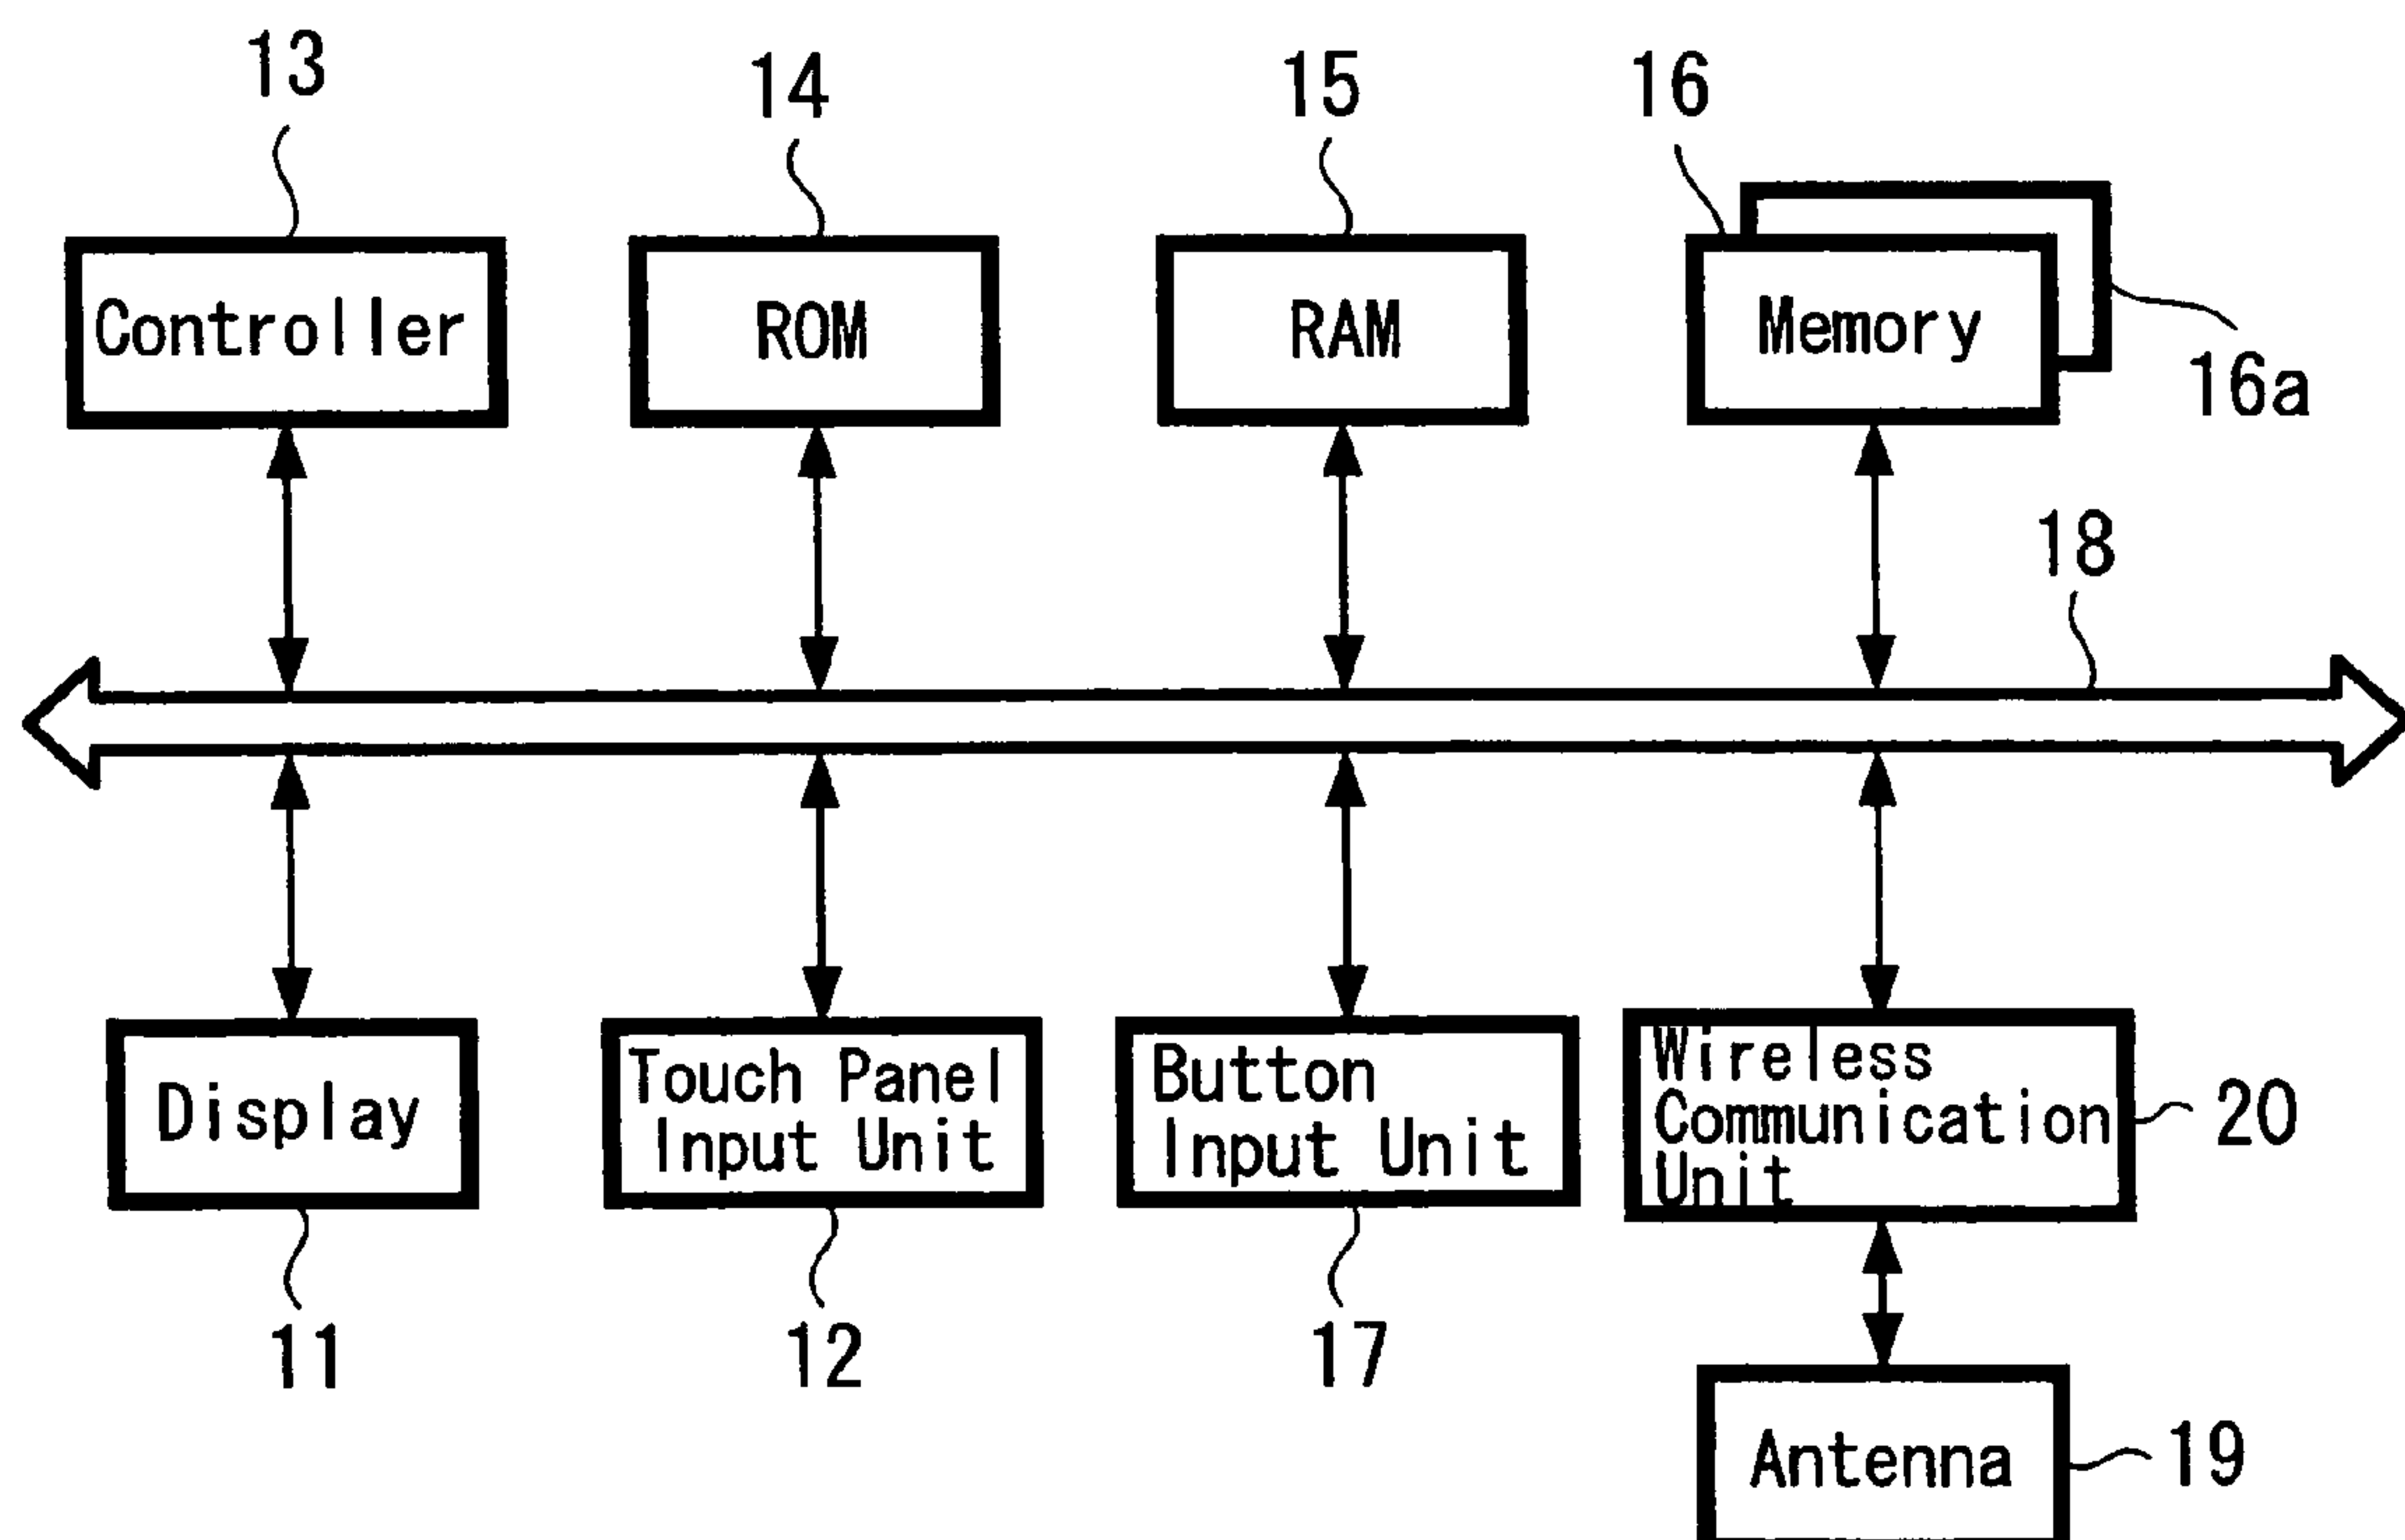 13
14
15
16
Controller
ROM
RAM
Memory
16a
18
Display
Touch Panel
Input Unit
Button
Input Unit
Wireless
Communication
Unit
20
11
12
17
Antenna
19